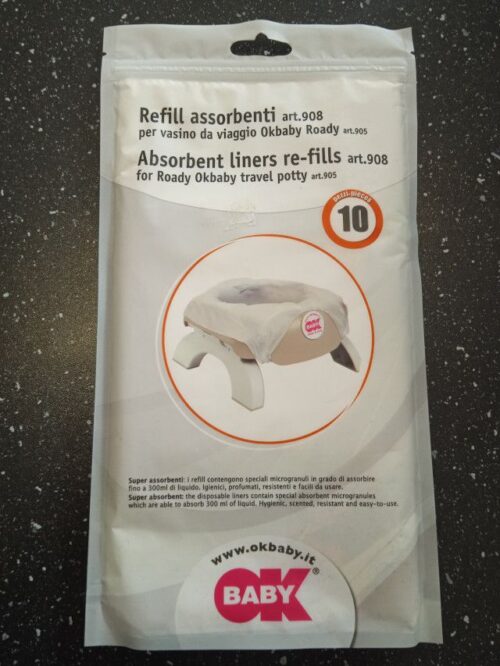 Refill assorbenti art.908
per vasino da viaggio Okbaby Roady art.905
Absorbent liners re-fills art.908
for Roady Okbaby travel potty art.905
pezzi-pieces
10
OK
BABY
Super assorbenti: i refill contengono speciali microgranuli in grado di assorbire
fino a 300ml di liquido. Igienici, profumati, resistenti e facili da usare.
Super absorbent: the disposable liners contain special absorbent microgranules
which are able to absorb 300 ml of liquid. Hygienic, scented, resistant and easy-to-use.
www.okbaby.it
OK®
BABY